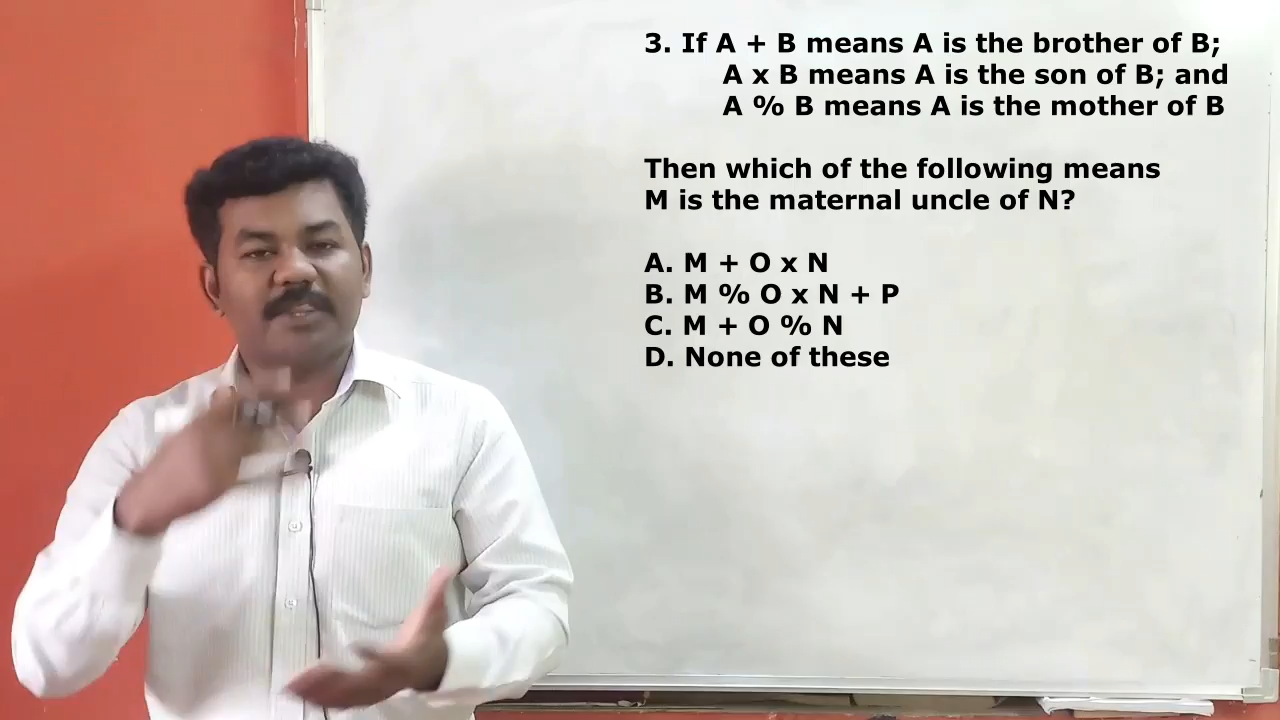 3. If A + B means A is the brother of B;
A x B means A is the son of B; and
A % B means A is the mother of B
Then which of the following means
M is the maternal uncle of N?
A. M + O x N
B. M % O x N + P
C. M + O % N
D. None of these